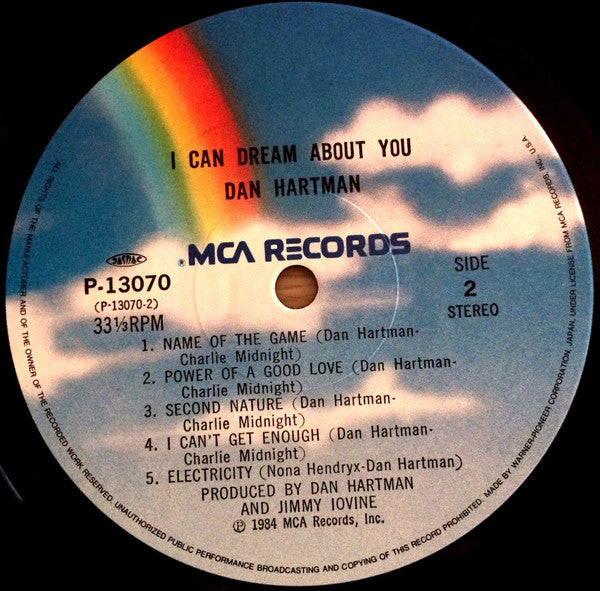 I CAN DREAM ABOUT YOU
DAN HARTMAN
® MCA RECORDS
JASRAC
P-13070
(P-13070-2)
33⅓RPM
SIDE
2
STEREO
1. NAME OF THE GAME (Dan Hartman-
Charlie Midnight)
2. POWER OF A GOOD LOVE (Dan Hartman-
Charlie Midnight)
3. SECOND NATURE (Dan Hartman-
Charlie Midnight)
4. I CAN'T GET ENOUGH (Dan Hartman-
Charlie Midnight)
5. ELECTRICITY (Nona Hendryx-Dan Hartman)
PRODUCED BY DAN HARTMAN
AND JIMMY IOVINE
℗ 1984 MCA Records, Inc.
ALL RIGHTS OF THE MANUFACTURER AND OF THE OWNER OF THE RECORDED WORK RESERVED. UNAUTHORIZED PUBLIC PERFORMANCE BROADCASTING AND COPYING OF THIS RECORD PROHIBITED. MADE BY WARNER-PIONEER CORPORATION, JAPAN, UNDER LICENSE FROM MCA RECORDS, INC. U.S.A.